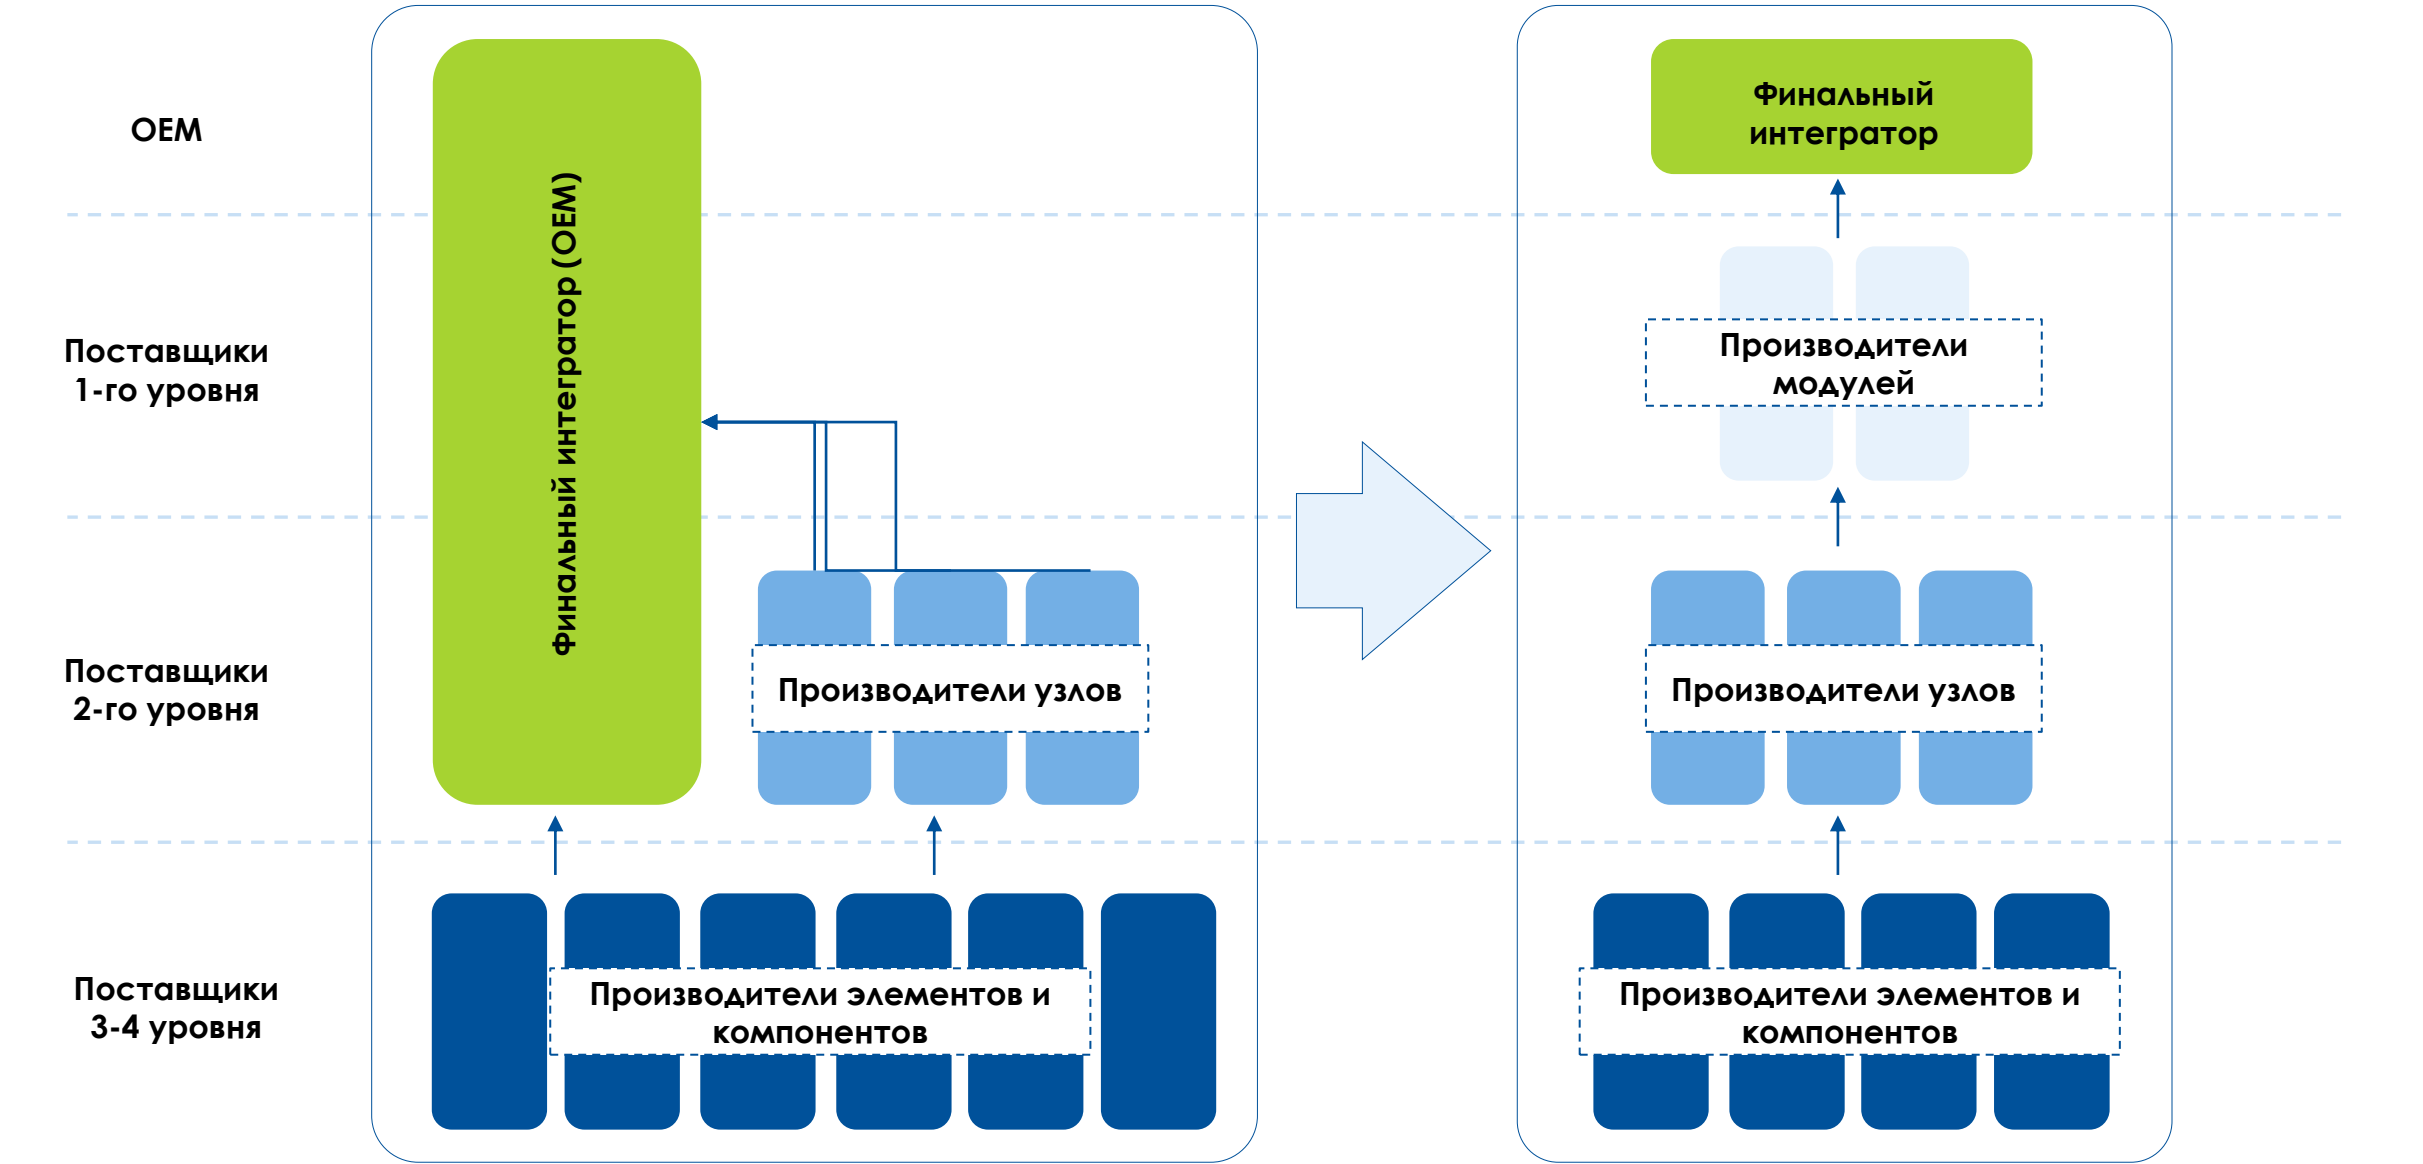 OEM
Поставщики
1-го уровня
Поставщики
2-го уровня
Поставщики
3-4 уровня
Финальный интегратор (OEM)
Производители узлов
Производители элементов и
компонентов
Финальный
интегратор
Производители
модулей
Производители узлов
Производители элементов и
компонентов